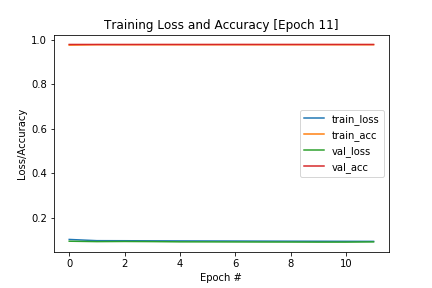 Training Loss and Accuracy [Epoch 11]
1.0
0.8
0.6
0.4
0.2
Loss/Accuracy
train_loss
train_acc
val_loss
val_acc
0 2 4 6 8 10
Epoch #